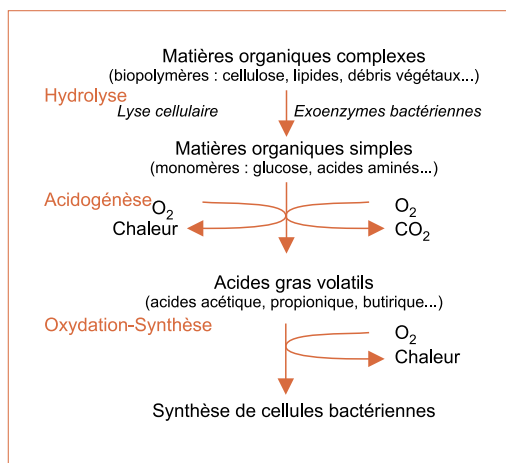 Matières organiques complexes
(biopolymères : cellulose, lipides, débris végétaux...)
Hydrolyse
Lyse cellulaire Exoenzymes bactériennes
Matières organiques simples
(monomères : glucose, acides aminés...)
Acidogénèse
O2 O2
Chaleur CO2
Acides gras volatils
(acides acétique, propionique, butirique...)
Oxydation-Synthèse
O2
Chaleur
Synthèse de cellules bactériennes